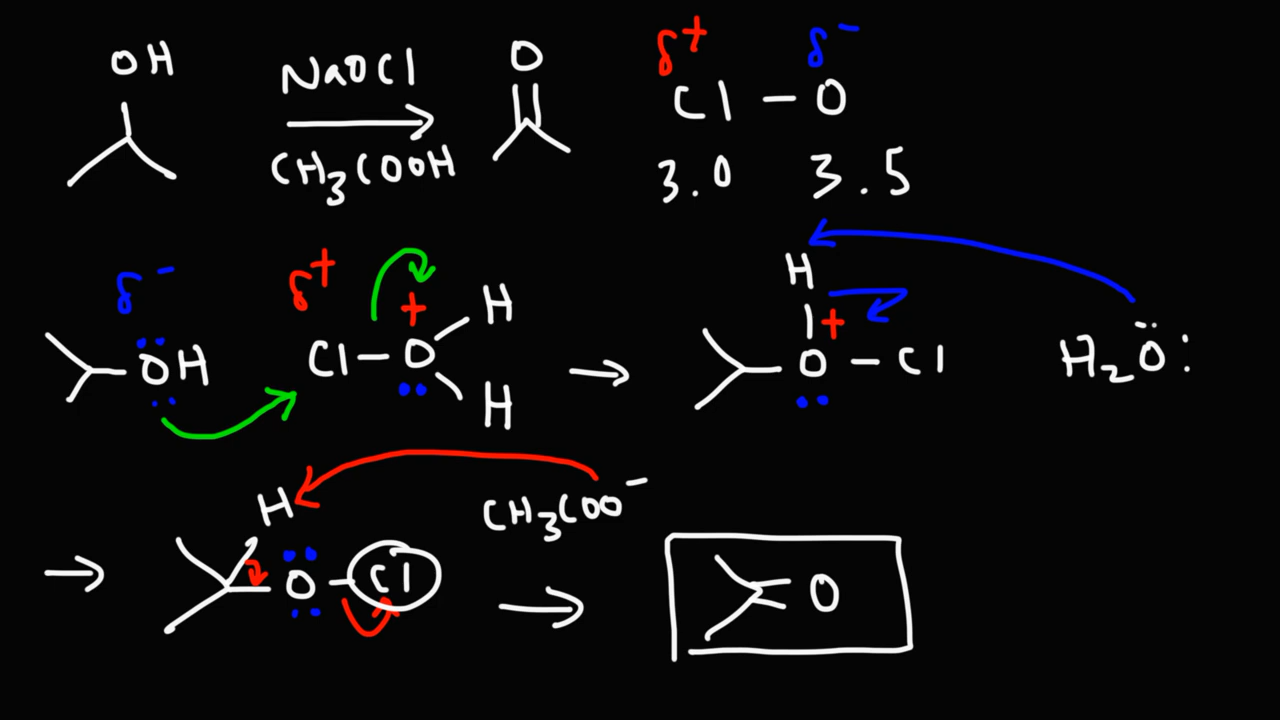 OH NaOCl O δ+ δ−
CH3COOH Cl − O
3.0 3.5
δ− δ+ + H H
OH Cl − O + O − Cl H2O:
H
H CH3COO−
O − Cl O